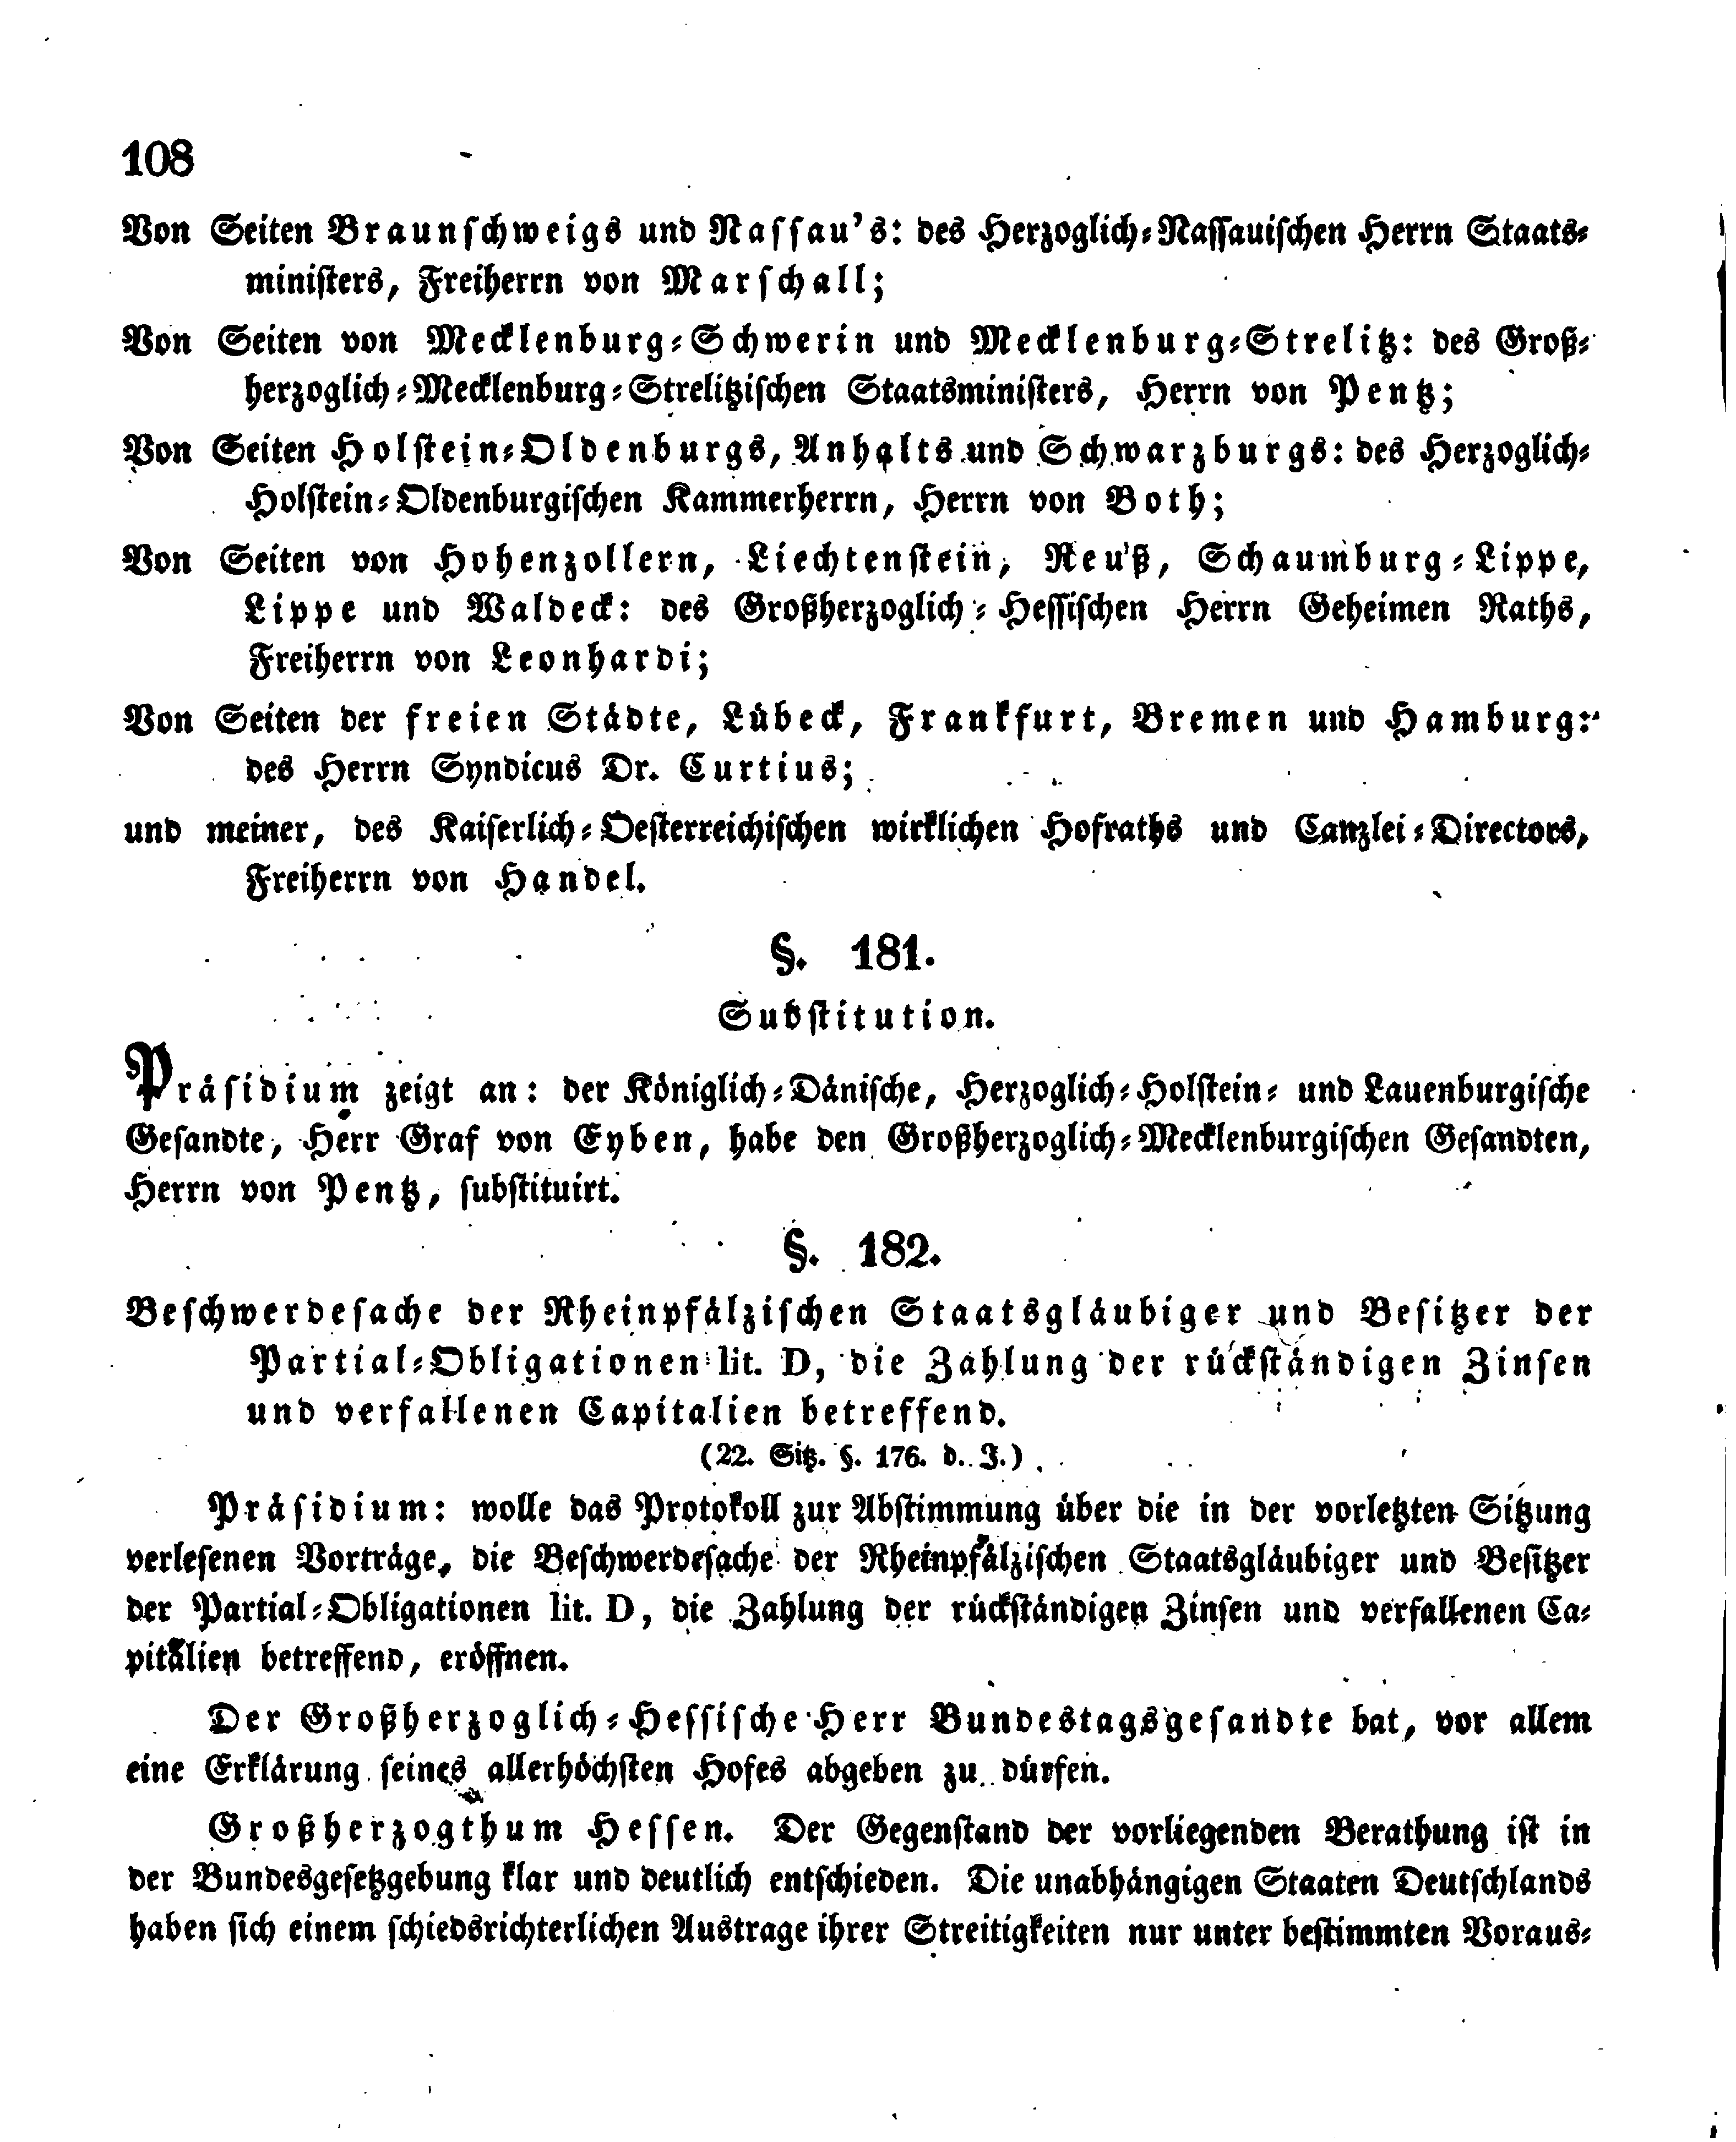 108
Von Seiten Braunschweigs und Nassau's: des Herzoglich-Nassauischen Herrn Staats-
ministers, Freiherrn von Marschall;
Von Seiten von Mecklenburg-Schwerin und Mecklenburg-Strelitz: des Groß-
herzoglich-Mecklenburg-Strelitzischen Staatsministers, Herrn von Pentz;
Von Seiten Holstein-Oldenburgs, Anhalts und Schwarzburgs: des Herzoglich-
Holstein-Oldenburgischen Kammerherrn, Herrn von Both;
Von Seiten von Hohenzollern, Liechtenstein, Reuß, Schaumburg-Lippe,
Lippe und Waldeck: des Großherzoglich-Hessischen Herrn Geheimen Raths,
Freiherrn von Leonhardi;
Von Seiten der freien Städte, Lübeck, Frankfurt, Bremen und Hamburg:
des Herrn Syndicus Dr. Curtius;
und meiner, des Kaiserlich-Oesterreichischen wirklichen Hofraths und Canzlei-Directors,
Freiherrn von Handel.
§. 181.
Substitution.
Präsidium zeigt an: der Königlich-Dänische, Herzoglich-Holstein- und Lauenburgische
Gesandte, Herr Graf von Eyben, habe den Großherzoglich-Mecklenburgischen Gesandten,
Herrn von Pentz, substituirt.
§. 182.
Beschwerdesache der Rheinpfälzischen Staatsgläubiger und Besitzer der
Partial-Obligationen lit. D, die Zahlung der rückständigen Zinsen
und verfallenen Capitalien betreffend.
(22. Sitz. §. 176. d. J.)
Präsidium: wolle das Protokoll zur Abstimmung über die in der vorletzten Sitzung
verlesenen Vorträge, die Beschwerdesache der Rheinpfälzischen Staatsgläubiger und Besitzer
der Partial-Obligationen lit. D, die Zahlung der rückständigen Zinsen und verfallenen Ca-
pitalien betreffend, eröffnen.
Der Großherzoglich-Hessische Herr Bundestagsgesandte bat, vor allem
eine Erklärung seines allerhöchsten Hofes abgeben zu dürfen.
Großherzogthum Hessen. Der Gegenstand der vorliegenden Berathung ist in
der Bundesgesetzgebung klar und deutlich entschieden. Die unabhängigen Staaten Deutschlands
haben sich einem schiedsrichterlichen Austrage ihrer Streitigkeiten nur unter bestimmten Voraus-